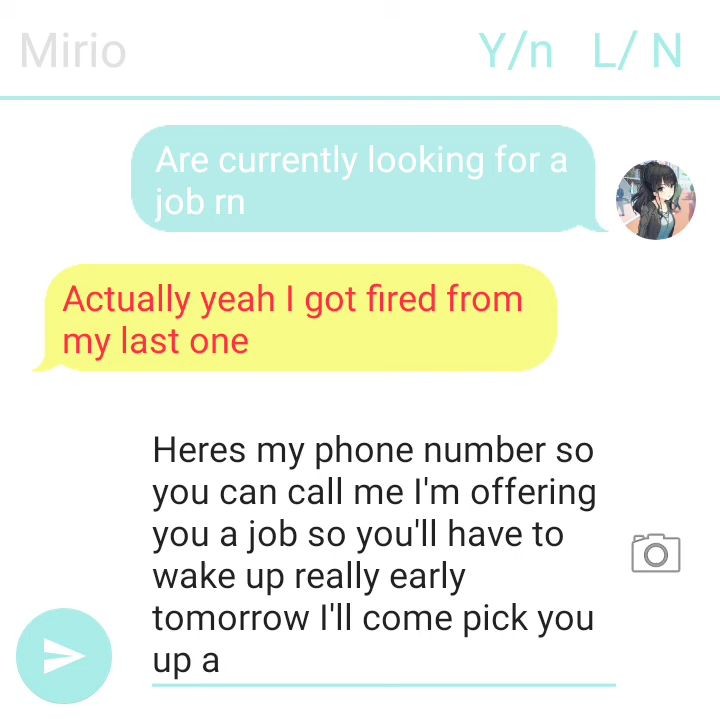 Mirio Y/n L/ N
Are currently looking for a
job rn
Actually yeah I got fired from
my last one
Heres my phone number so
you can call me I'm offering
you a job so you'll have to
wake up really early
tomorrow I'll come pick you
up a